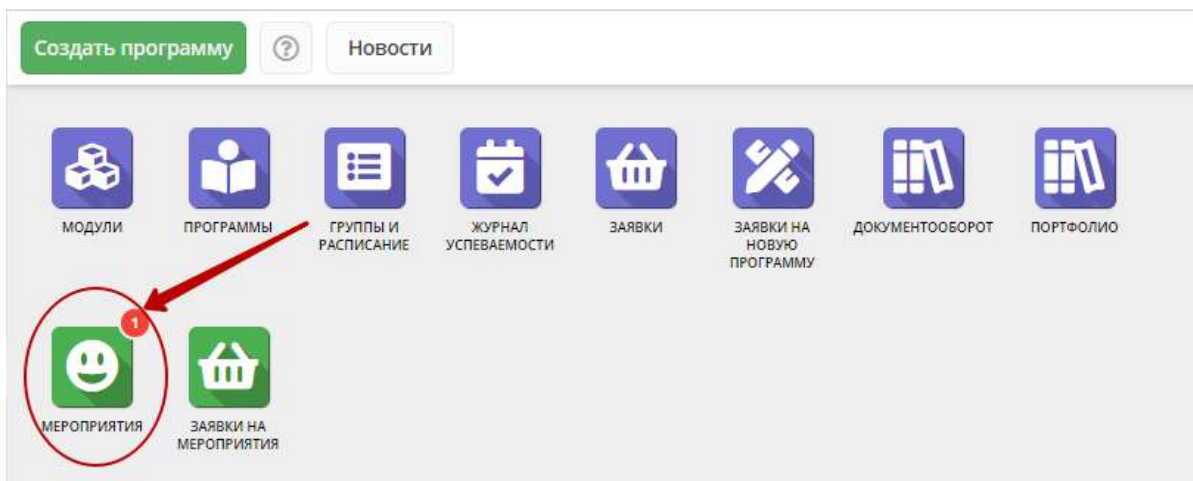 Создать программу
Новости
МОДУЛИ
ПРОГРАММЫ
ГРУППЫ И
РАСПИСАНИЕ
ЖУРНАЛ
УСПЕВАЕМОСТИ
ЗАЯВКИ
ЗАЯВКИ НА
НОВУЮ
ПРОГРАММУ
ДОКУМЕНТООБОРОТ
ПОРТФОЛИО
1
МЕРОПРИЯТИЯ
ЗАЯВКИ НА
МЕРОПРИЯТИЯ